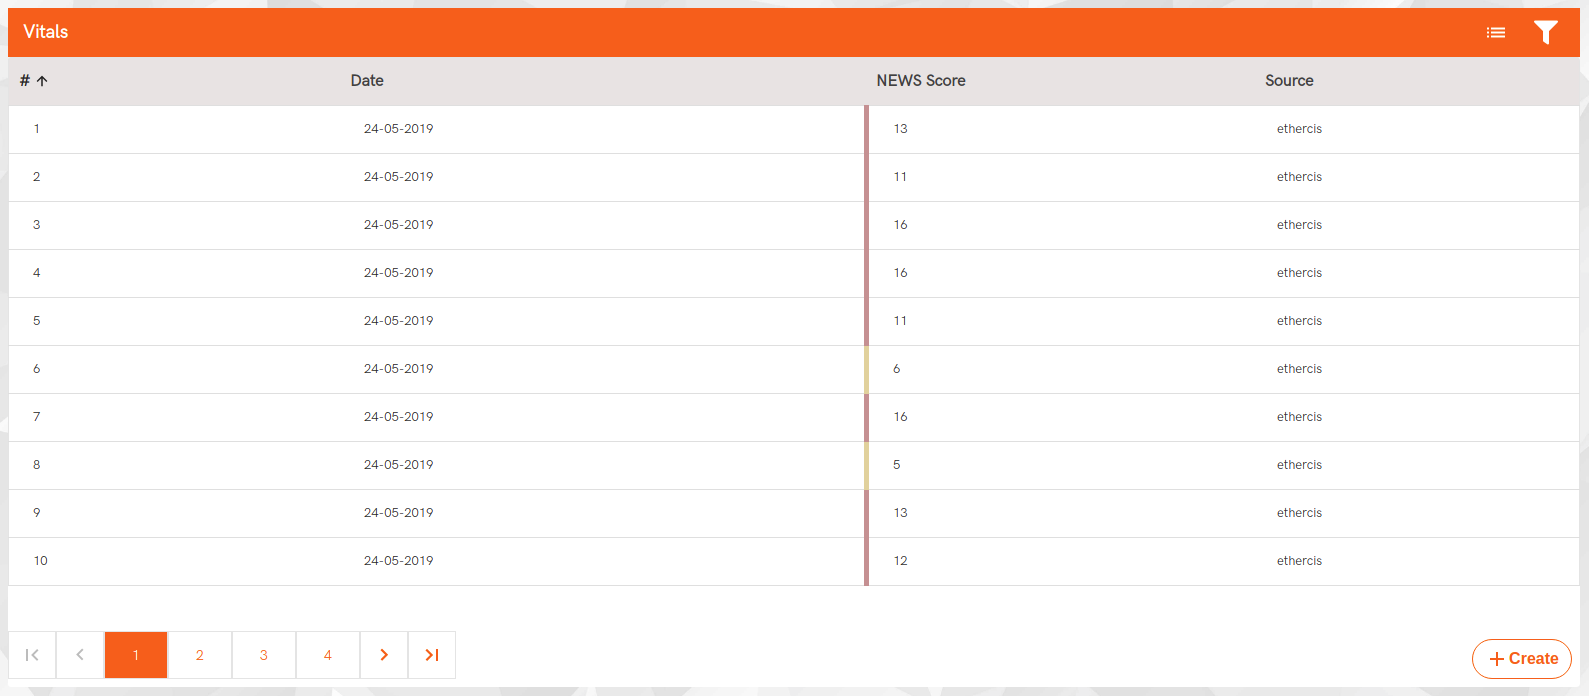 Vitals
# Date NEWS Score Source
1 24-05-2019 13 ethercis
2 24-05-2019 11 ethercis
3 24-05-2019 16 ethercis
4 24-05-2019 16 ethercis
5 24-05-2019 11 ethercis
6 24-05-2019 6 ethercis
7 24-05-2019 16 ethercis
8 24-05-2019 5 ethercis
9 24-05-2019 13 ethercis
10 24-05-2019 12 ethercis
1 2 3 4 Create